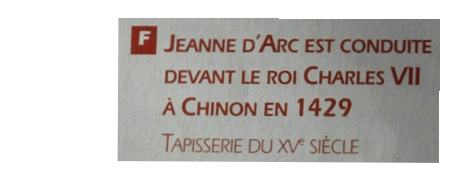 F JEANNE D'ARC EST CONDUITE
DEVANT LE ROI CHARLES VII
À CHINON EN 1429
TAPISSERIE DU XVe SIÈCLE